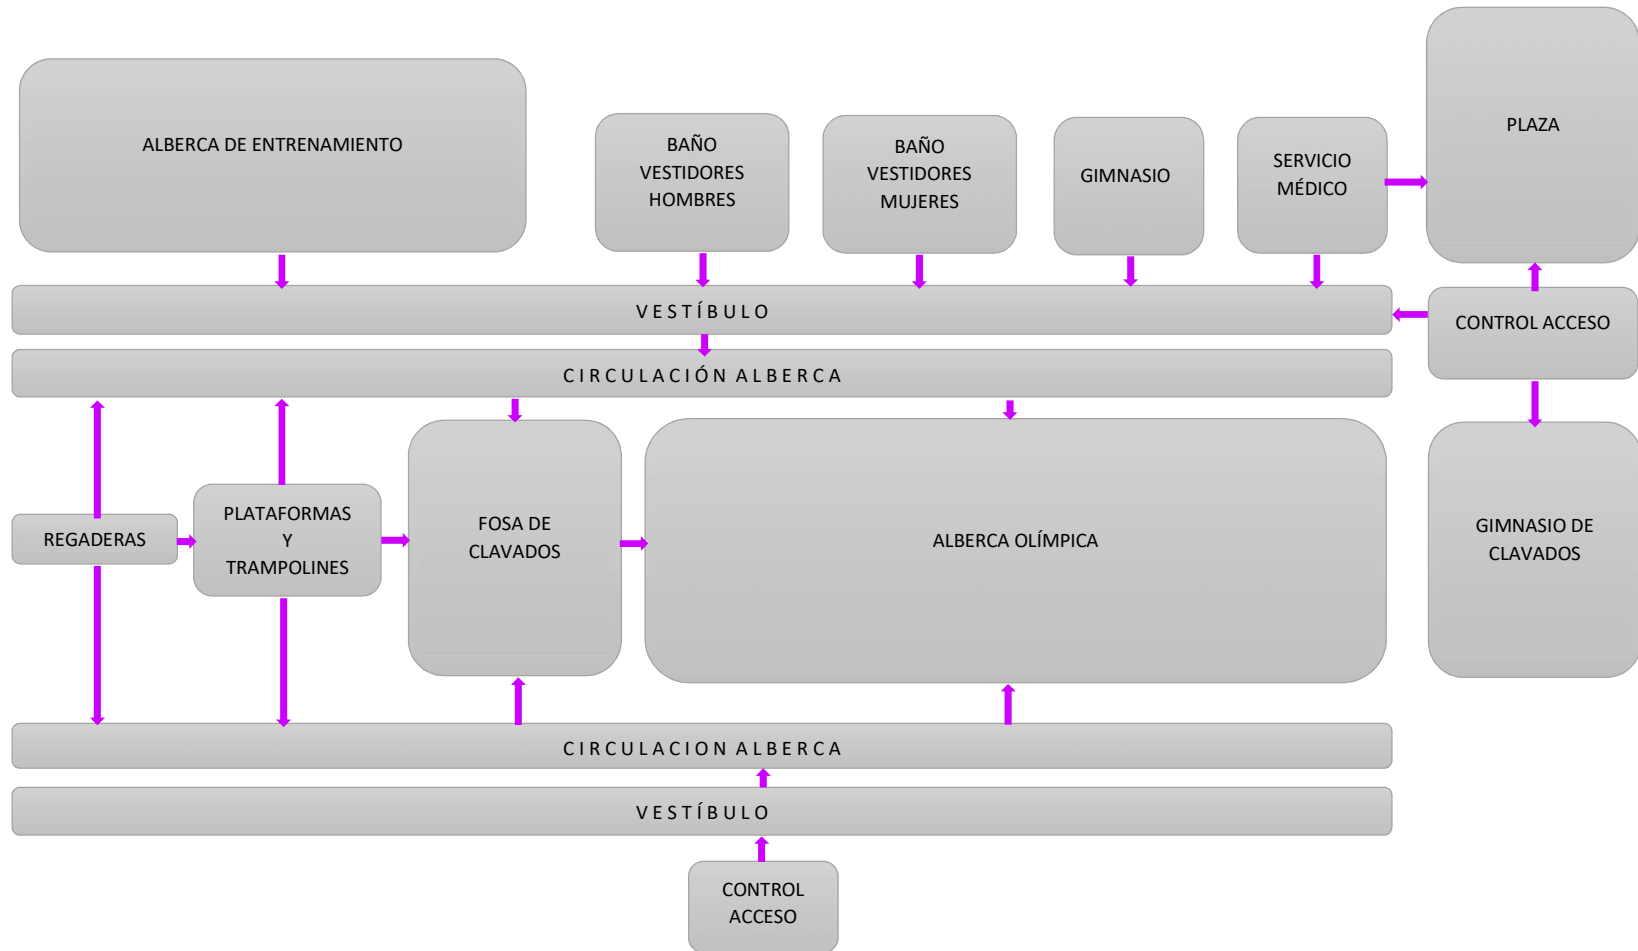 PLAZA
ALBERCA DE ENTRENAMIENTO
BAÑO
VESTIDORES
HOMBRES
BAÑO
VESTIDORES
MUJERES
GIMNASIO
SERVICIO
MÉDICO
VESTÍBULO
CONTROL ACCESO
CIRCULACIÓN ALBERCA
REGADERAS
PLATAFORMAS
Y
TRAMPOLINES
FOSA DE
CLAVADOS
ALBERCA OLÍMPICA
GIMNASIO DE
CLAVADOS
CIRCULACION ALBERCA
VESTÍBULO
CONTROL
ACCESO